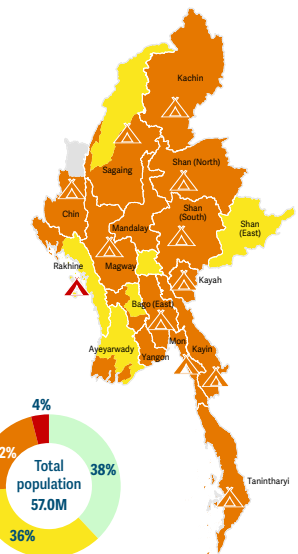 Kachin
Sagaing
Shan (North)
Chin
Mandalay
Shan
(South)
Shan
(East)
Rakhine
Magway
Kayah
Bago (East)
Ayeyarwady
Yangon
Mon
Kayin
Tanintharyi
4%
2%
38%
Total
population
57.0M
36%